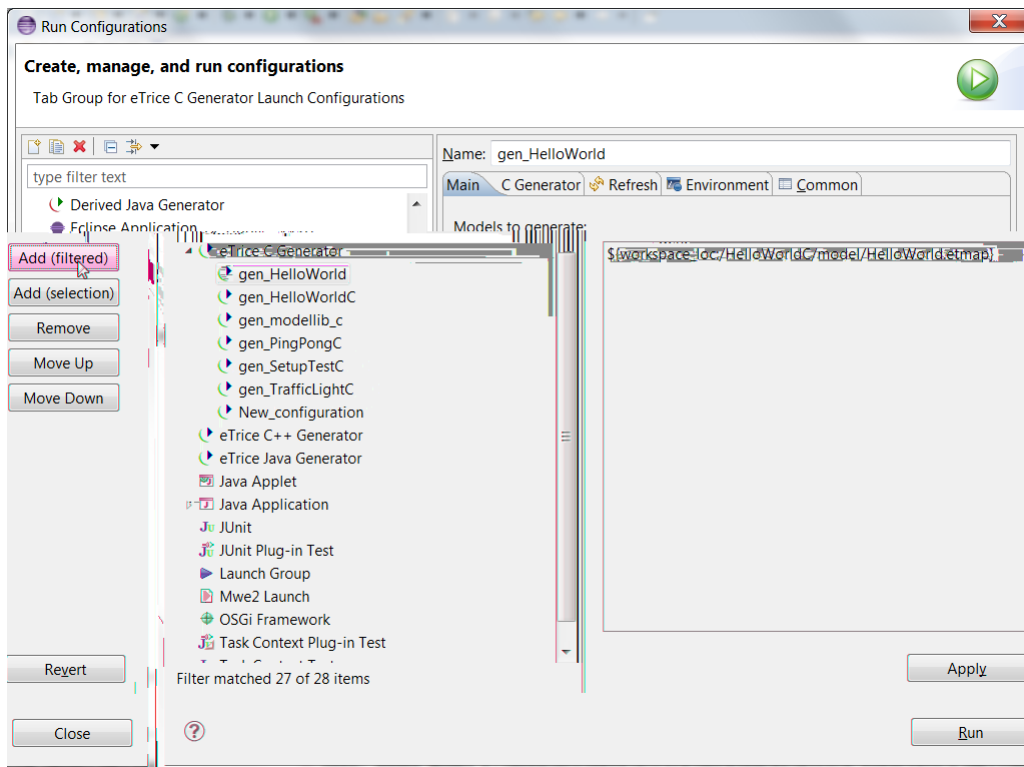 Run Configurations
Create, manage, and run configurations
Tab Group for eTrice C Generator Launch Configurations
type filter text
Derived Java Generator
Eclipse Application
Name: gen_HelloWorld
Main C Generator Refresh Environment Common
Models to generate:
Add (filtered)
Add (selection)
Remove
Move Up
Move Down
eTrice C Generator
gen_HelloWorld
gen_HelloWorldC
gen_modellib_c
gen_PingPongC
gen_SetupTestC
gen_TrafficLightC
New_configuration
eTrice C++ Generator
eTrice Java Generator
Java Applet
Java Application
Ju JUnit
JUnit Plug-in Test
Launch Group
Mwe2 Launch
OSGi Framework
Task Context Plug-in Test
${workspace_loc:/HelloWorldC/model/HelloWorld.etmap}
Filter matched 27 of 28 items
Revert
Apply
Close
?
Run